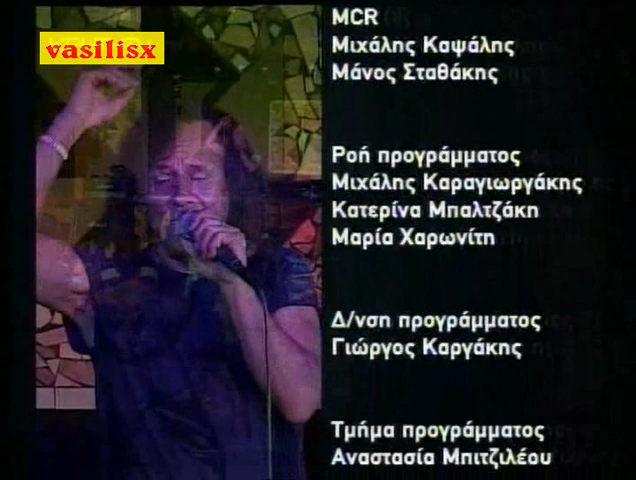 vasilisx
MCR
Μιχάλης Καψάλης
Μάνος Σταθάκης
Ροή προγράμματος
Μιχάλης Καραγιωργάκης
Κατερίνα Μπαλτζάκη
Μαρία Χαρωνίτη
Δ/νση προγράμματος
Γιώργος Καργάκης
Τμήμα προγράμματος
Αναστασία Μπιτζιλέου